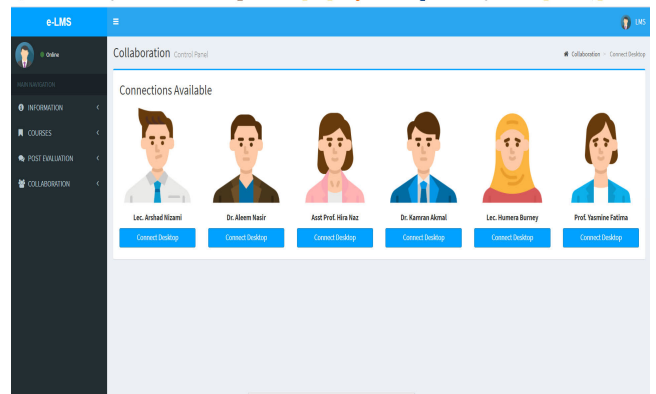 e-LMS
LMS
Online
Collaboration Control Panel
Collaboration > Connect Desktop
MAIN NAVIGATION
INFORMATION
COURSES
POST EVALUATION
COLLABORATION
Connections Available
Lec. Arshad Nizami
Connect Desktop
Dr. Aleem Nasir
Connect Desktop
Asst Prof. Hira Naz
Connect Desktop
Dr. Kamran Akmal
Connect Desktop
Lec. Humera Burney
Connect Desktop
Prof. Yasmine Fatima
Connect Desktop